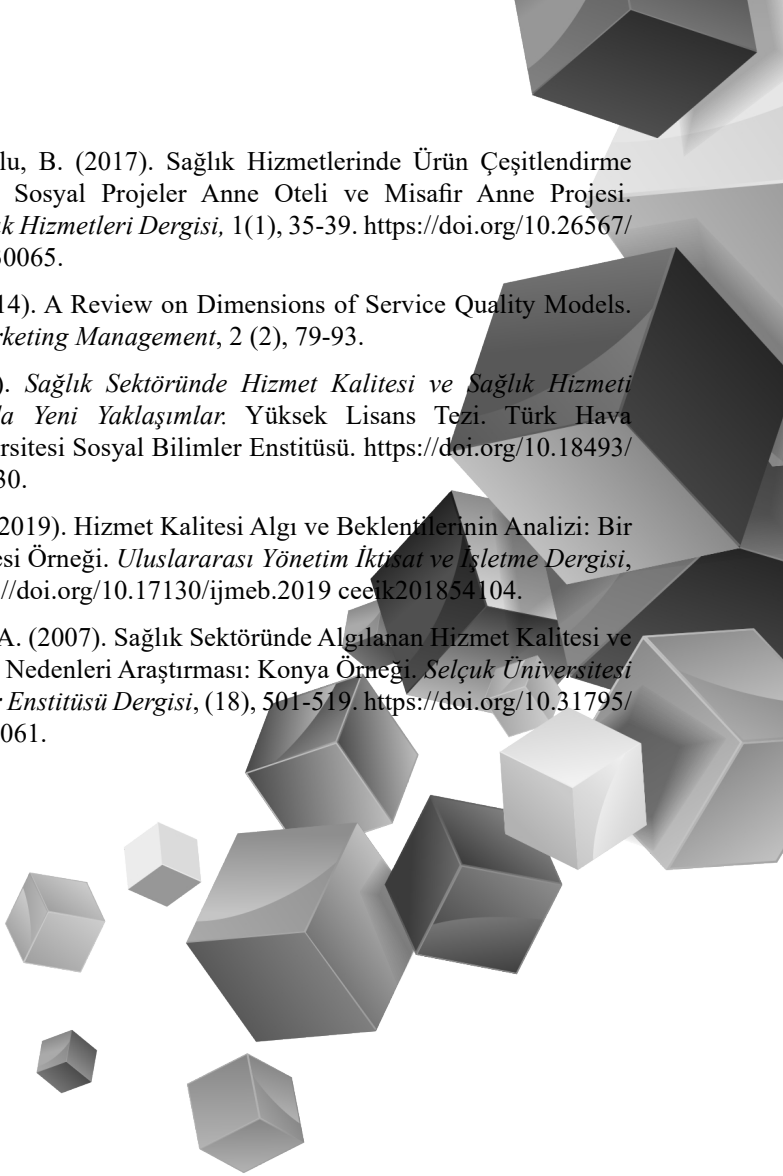 lu, B. (2017). Sağlık Hizmetlerinde Ürün Çeşitlendirme
Sosyal Projeler Anne Oteli ve Misafir Anne Projesi.
k Hizmetleri Dergisi, 1(1), 35-39. https://doi.org/10.26567/
0065.
14). A Review on Dimensions of Service Quality Models.
rketing Management, 2 (2), 79-93.
). Sağlık Sektöründe Hizmet Kalitesi ve Sağlık Hizmeti
a Yeni Yaklaşımlar. Yüksek Lisans Tezi. Türk Hava
rsitesi Sosyal Bilimler Enstitüsü. https://doi.org/10.18493/
30.
2019). Hizmet Kalitesi Algı ve Beklentilerinin Analizi: Bir
esi Örneği. Uluslararası Yönetim İktisat ve İşletme Dergisi,
://doi.org/10.17130/ijmeb.2019 ceeik201854104.
A. (2007). Sağlık Sektöründe Algılanan Hizmet Kalitesi ve
Nedenleri Araştırması: Konya Örneği. Selçuk Üniversitesi
r Enstitüsü Dergisi, (18), 501-519. https://doi.org/10.31795/
061.